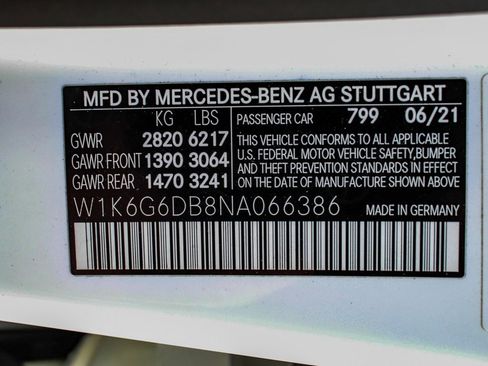 MFD BY MERCEDES-BENZ AG STUTTGART
KG LBS PASSENGER CAR 799 06/21
GVWR 2820 6217
GAWR FRONT 1390 3064
GAWR REAR 1470 3241
THIS VEHICLE CONFORMS TO ALL APPLICABLE
U.S. FEDERAL MOTOR VEHICLE SAFETY, BUMPER
AND THEFT PREVENTION STANDARDS IN EFFECT
ON THE DATE OF MANUFACTURE SHOWN ABOVE.
W1K6G6DB8NA066386 MADE IN GERMANY